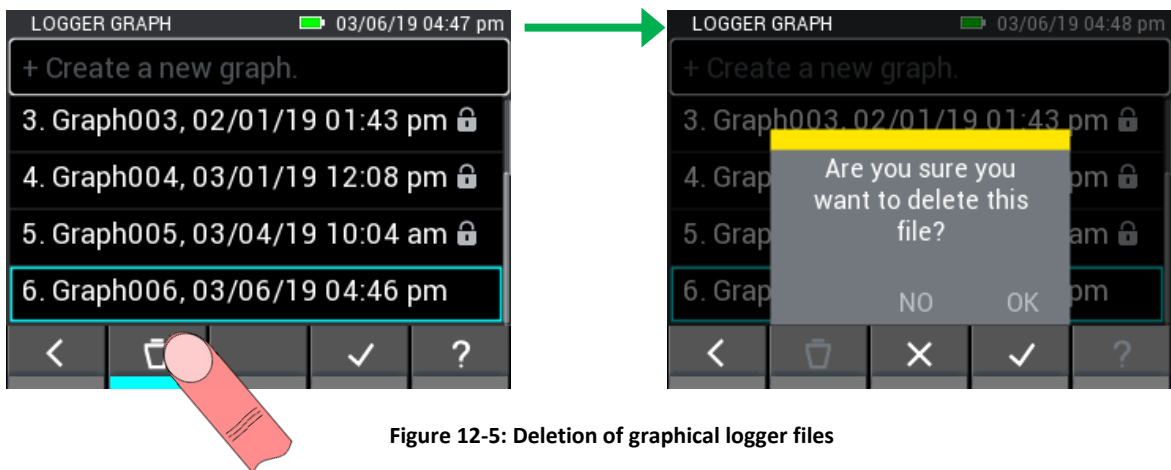 LOGGER GRAPH 03/06/19 04:47 pm
+ Create a new graph.
3. Graph003, 02/01/19 01:43 pm
4. Graph004, 03/01/19 12:08 pm
5. Graph005, 03/04/19 10:04 am
6. Graph006, 03/06/19 04:46 pm
?
LOGGER GRAPH 03/06/19 04:48 pm
+ Create a new graph.
3. Graph003, 02/01/19 01:43 pm
4. Grap pm
5. Grap am
6. Grap pm
Are you sure you
want to delete this
file?
NO OK
?
Figure 12-5: Deletion of graphical logger files